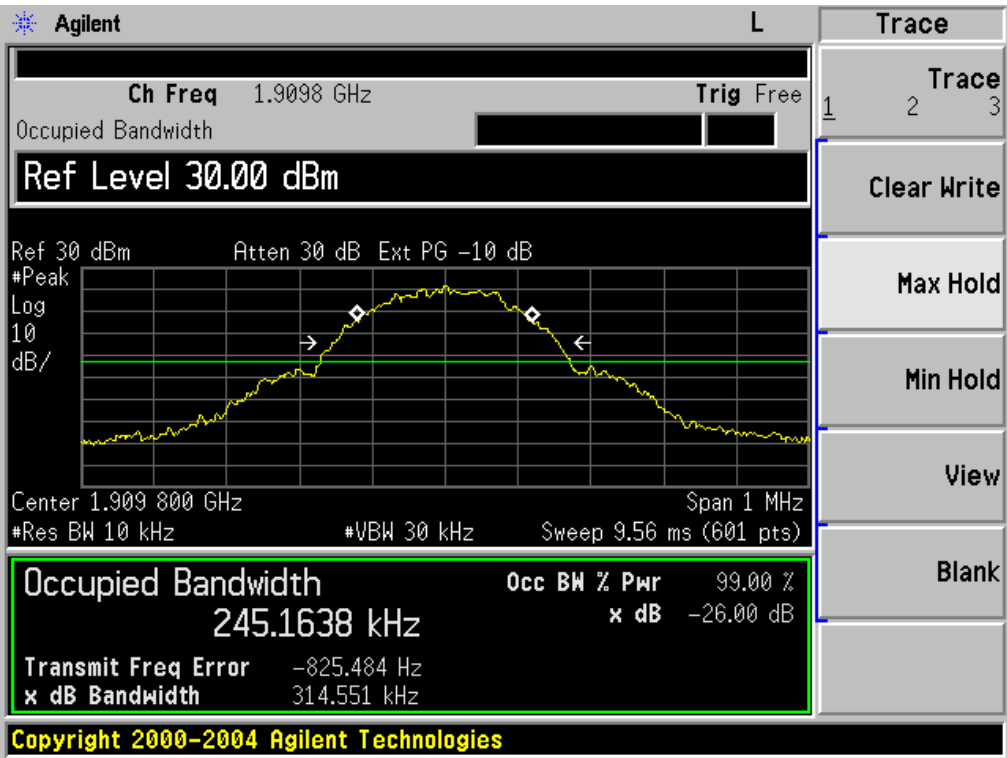 Agilent L Trace
Ch Freq 1.9098 GHz Trig Free
Occupied Bandwidth
Ref Level 30.00 dBm
Ref 30 dBm Atten 30 dB Ext PG -10 dB
#Peak
Log
10
dB/
Center 1.909 800 GHz Span 1 MHz
#Res BW 10 kHz #VBW 30 kHz Sweep 9.56 ms (601 pts)
Occupied Bandwidth Occ BW % Pwr 99.00 %
245.1638 kHz x dB -26.00 dB
Transmit Freq Error -825.484 Hz
x dB Bandwidth 314.551 kHz
Copyright 2000-2004 Agilent Technologies
Trace
1 2 3
Clear Write
Max Hold
Min Hold
View
Blank